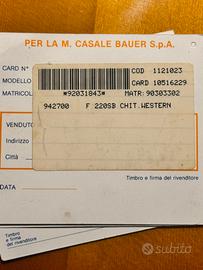 PER LA M. CASALE BAUER S.p.A.
CARD N°
MODELLO
MATRICOL
COD 1121023
CARD 10516229
*92031843* MATR:90303302
942700 F 220SB CHIT.WESTERN
VENDUTO
Indirizzo
Città
Timbro e firma del rivenditore
DATA
Timbro
e firma
del rivenditore
subito